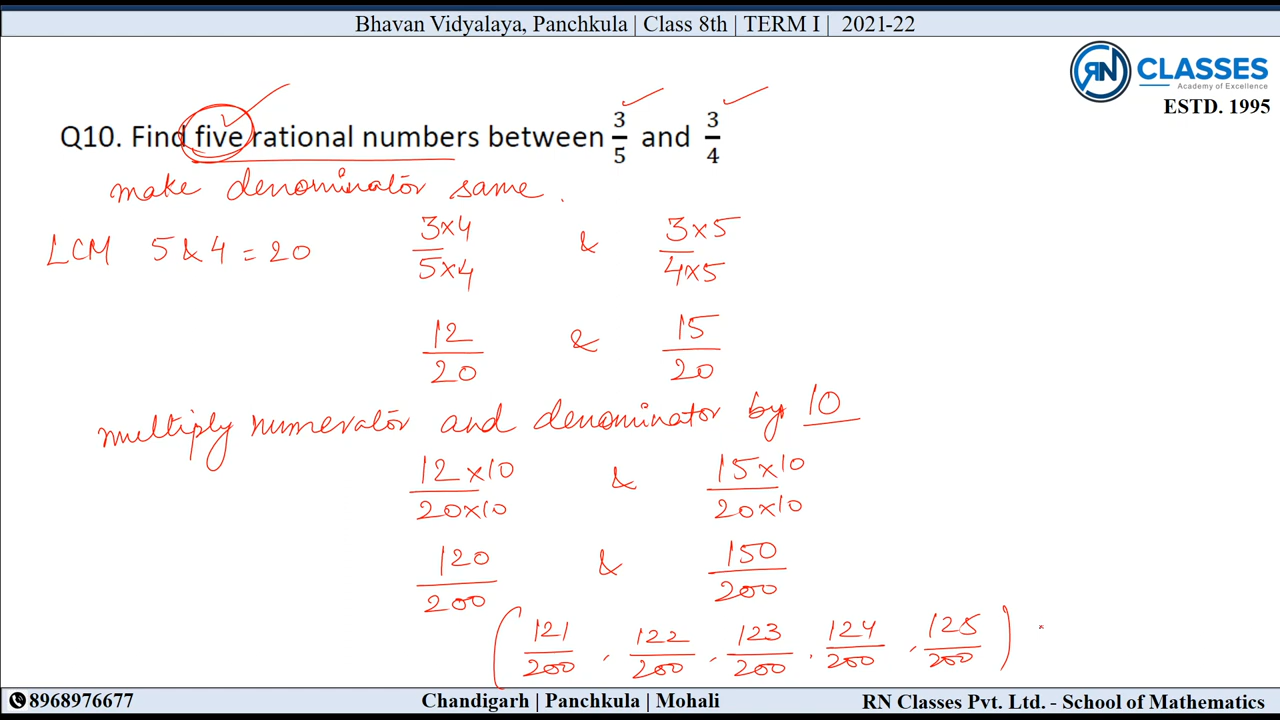 Bhavan Vidyalaya, Panchkula | Class 8th | TERM I | 2021-22
RN CLASSES
Academy of Excellence
ESTD. 1995
Q10. Find five rational numbers between 3/5 and 3/4
make denominator same.
LCM 5 & 4 = 20
3×4/5×4 & 3×5/4×5
12/20 & 15/20
multiply numerator and denominator by 10
12×10/20×10 & 15×10/20×10
120/200 & 150/200
(121/200, 122/200, 123/200, 124/200, 125/200)
8968976677
Chandigarh | Panchkula | Mohali
RN Classes Pvt. Ltd. - School of Mathematics